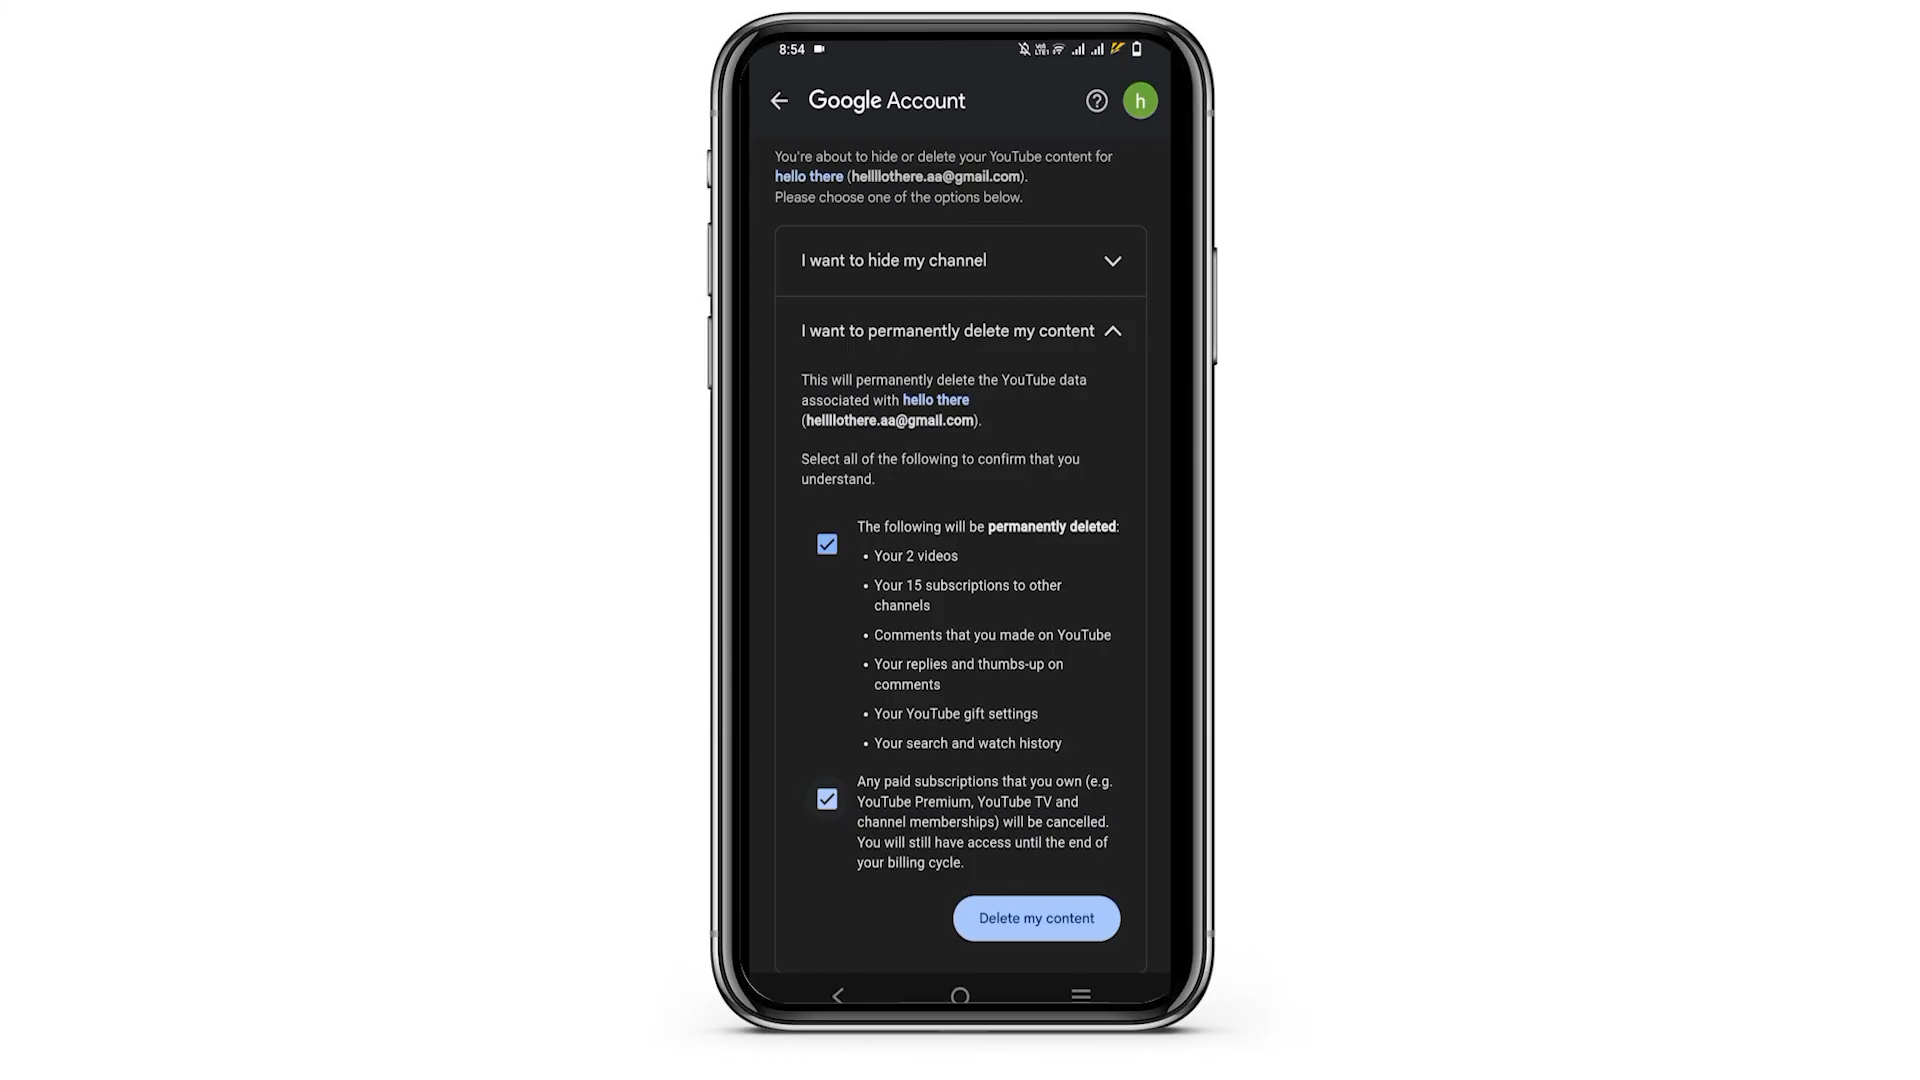 8:54
Google Account
h
You're about to hide or delete your YouTube content for
hello there (hellllothere.aa@gmail.com).
Please choose one of the options below.
I want to hide my channel
I want to permanently delete my content
This will permanently delete the YouTube data
associated with hello there
(hellllothere.aa@gmail.com).
Select all of the following to confirm that you
understand.
The following will be permanently deleted:
• Your 2 videos
• Your 15 subscriptions to other
channels
• Comments that you made on YouTube
• Your replies and thumbs-up on
comments
• Your YouTube gift settings
• Your search and watch history
Any paid subscriptions that you own (e.g.
YouTube Premium, YouTube TV and
channel memberships) will be cancelled.
You will still have access until the end of
your billing cycle.
Delete my content